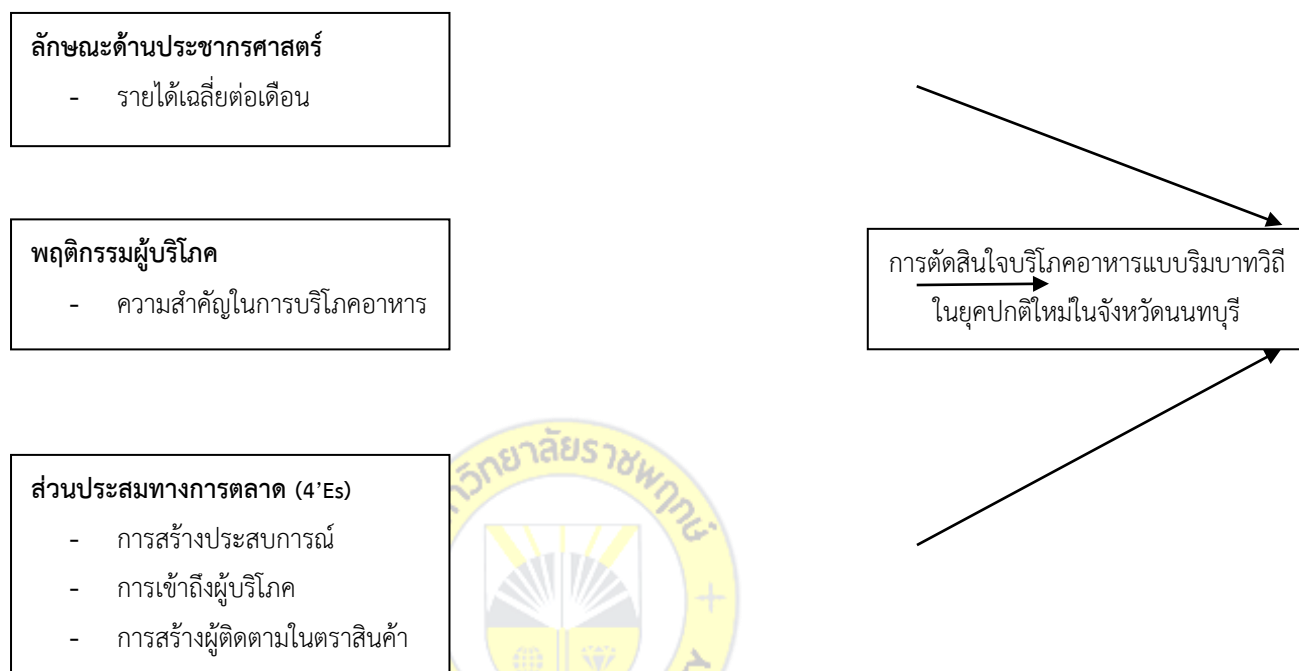 ลักษณะด้านประชากรศาสตร์
- รายได้เฉลี่ยต่อเดือน
พฤติกรรมผู้บริโภค
- ความสำคัญในการบริโภคอาหาร
การตัดสินใจบริโภคอาหารแบบริมบาทวิถี
ในยุคปกติใหม่ในจังหวัดนนทบุรี
ส่วนประสมทางการตลาด (4’Es)
- การสร้างประสบการณ์
- การเข้าถึงผู้บริโภค
- การสร้างผู้ติดตามในตราสินค้า